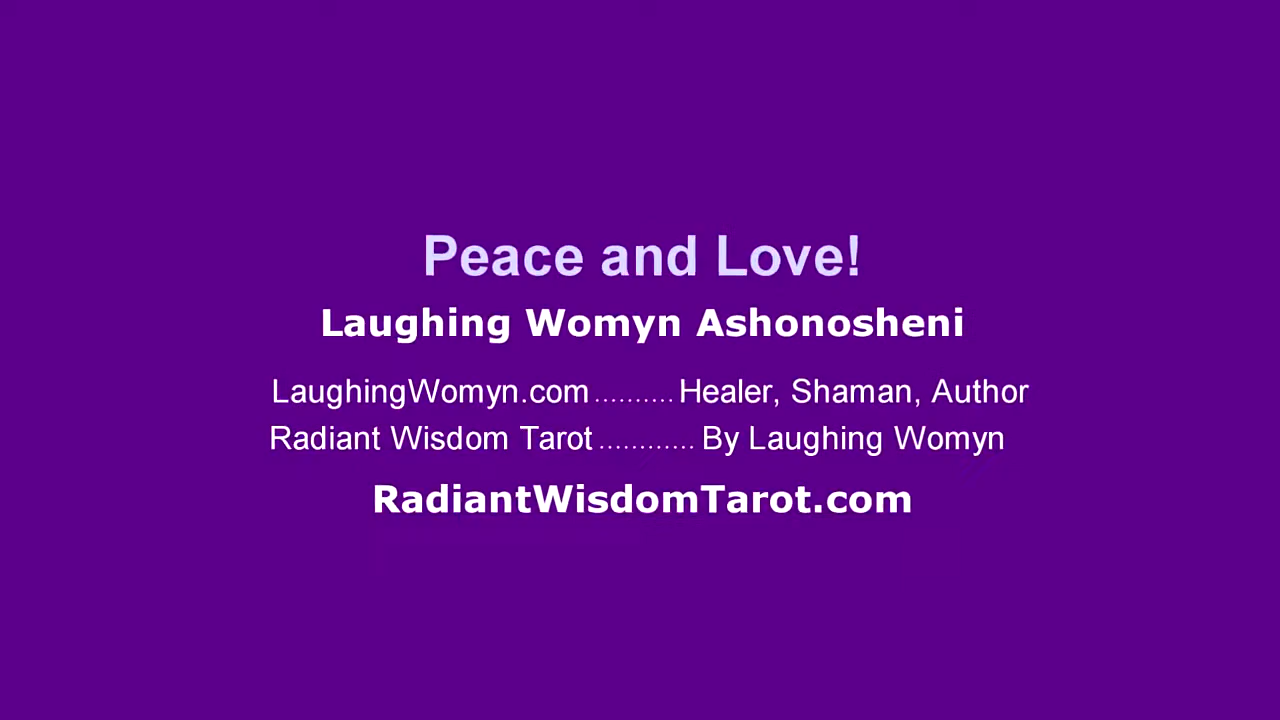 Peace and Love!
Laughing Womyn Ashonosheni
LaughingWomyn.com..........Healer, Shaman, Author
Radiant Wisdom Tarot............By Laughing Womyn
RadiantWisdomTarot.com